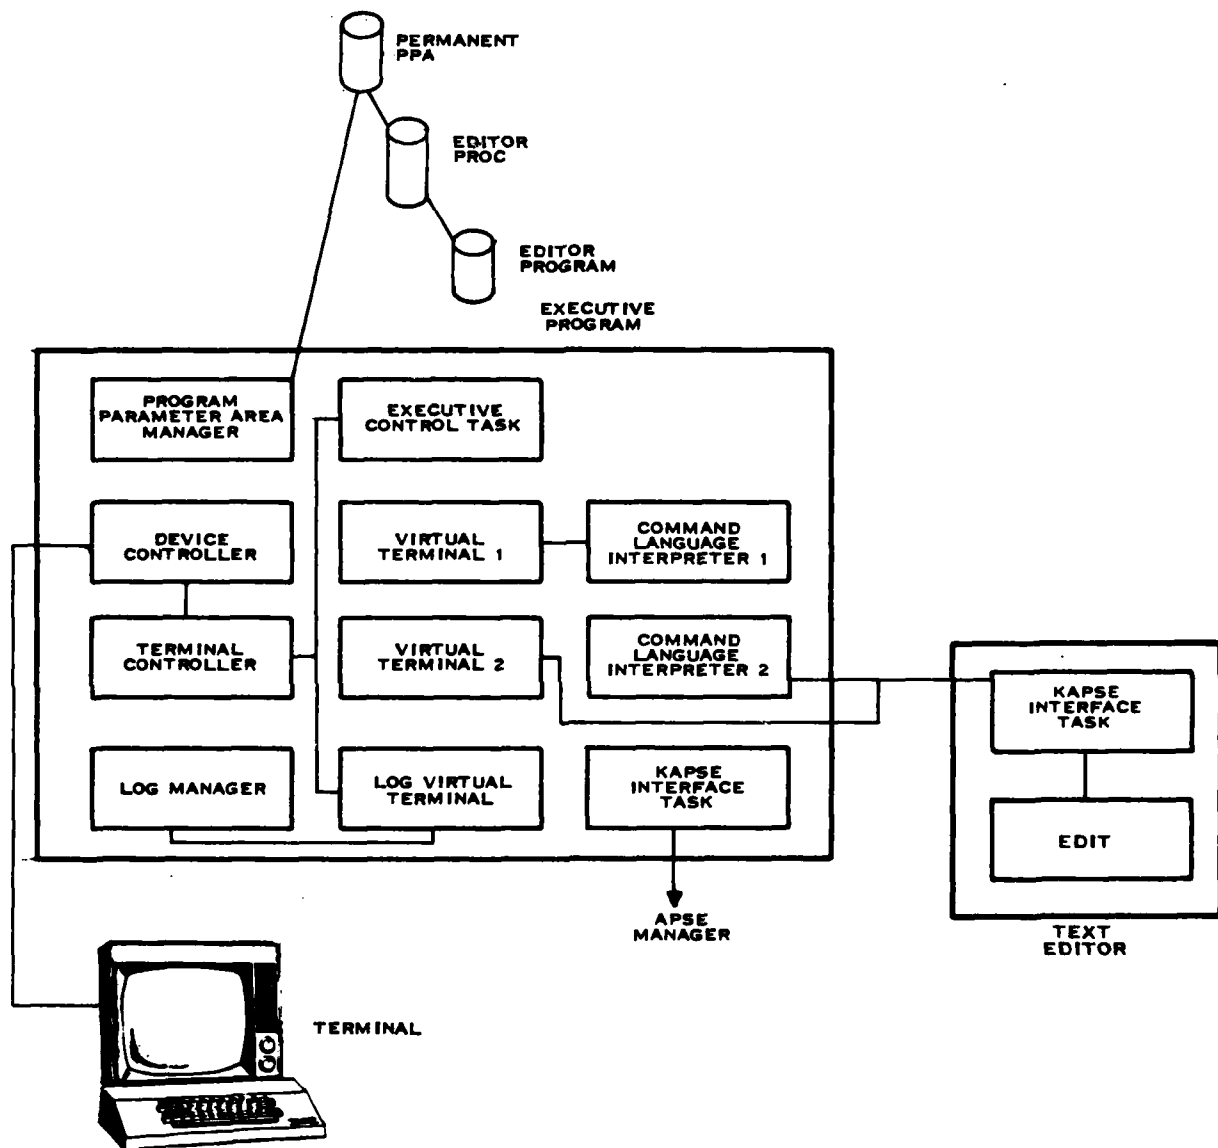 PERMANENT
PPA
EDITOR
PROC
EDITOR
PROGRAM
EXECUTIVE
PROGRAM
PROGRAM
PARAMETER AREA
MANAGER
EXECUTIVE
CONTROL TASK
DEVICE
CONTROLLER
VIRTUAL
TERMINAL 1
COMMAND
LANGUAGE
INTERPRETER 1
TERMINAL
CONTROLLER
VIRTUAL
TERMINAL 2
COMMAND
LANGUAGE
INTERPRETER 2
KAPSE
INTERFACE
TASK
LOG MANAGER
LOG VIRTUAL
TERMINAL
KAPSE
INTERFACE
TASK
EDIT
APSE
MANAGER
TEXT
EDITOR
TERMINAL